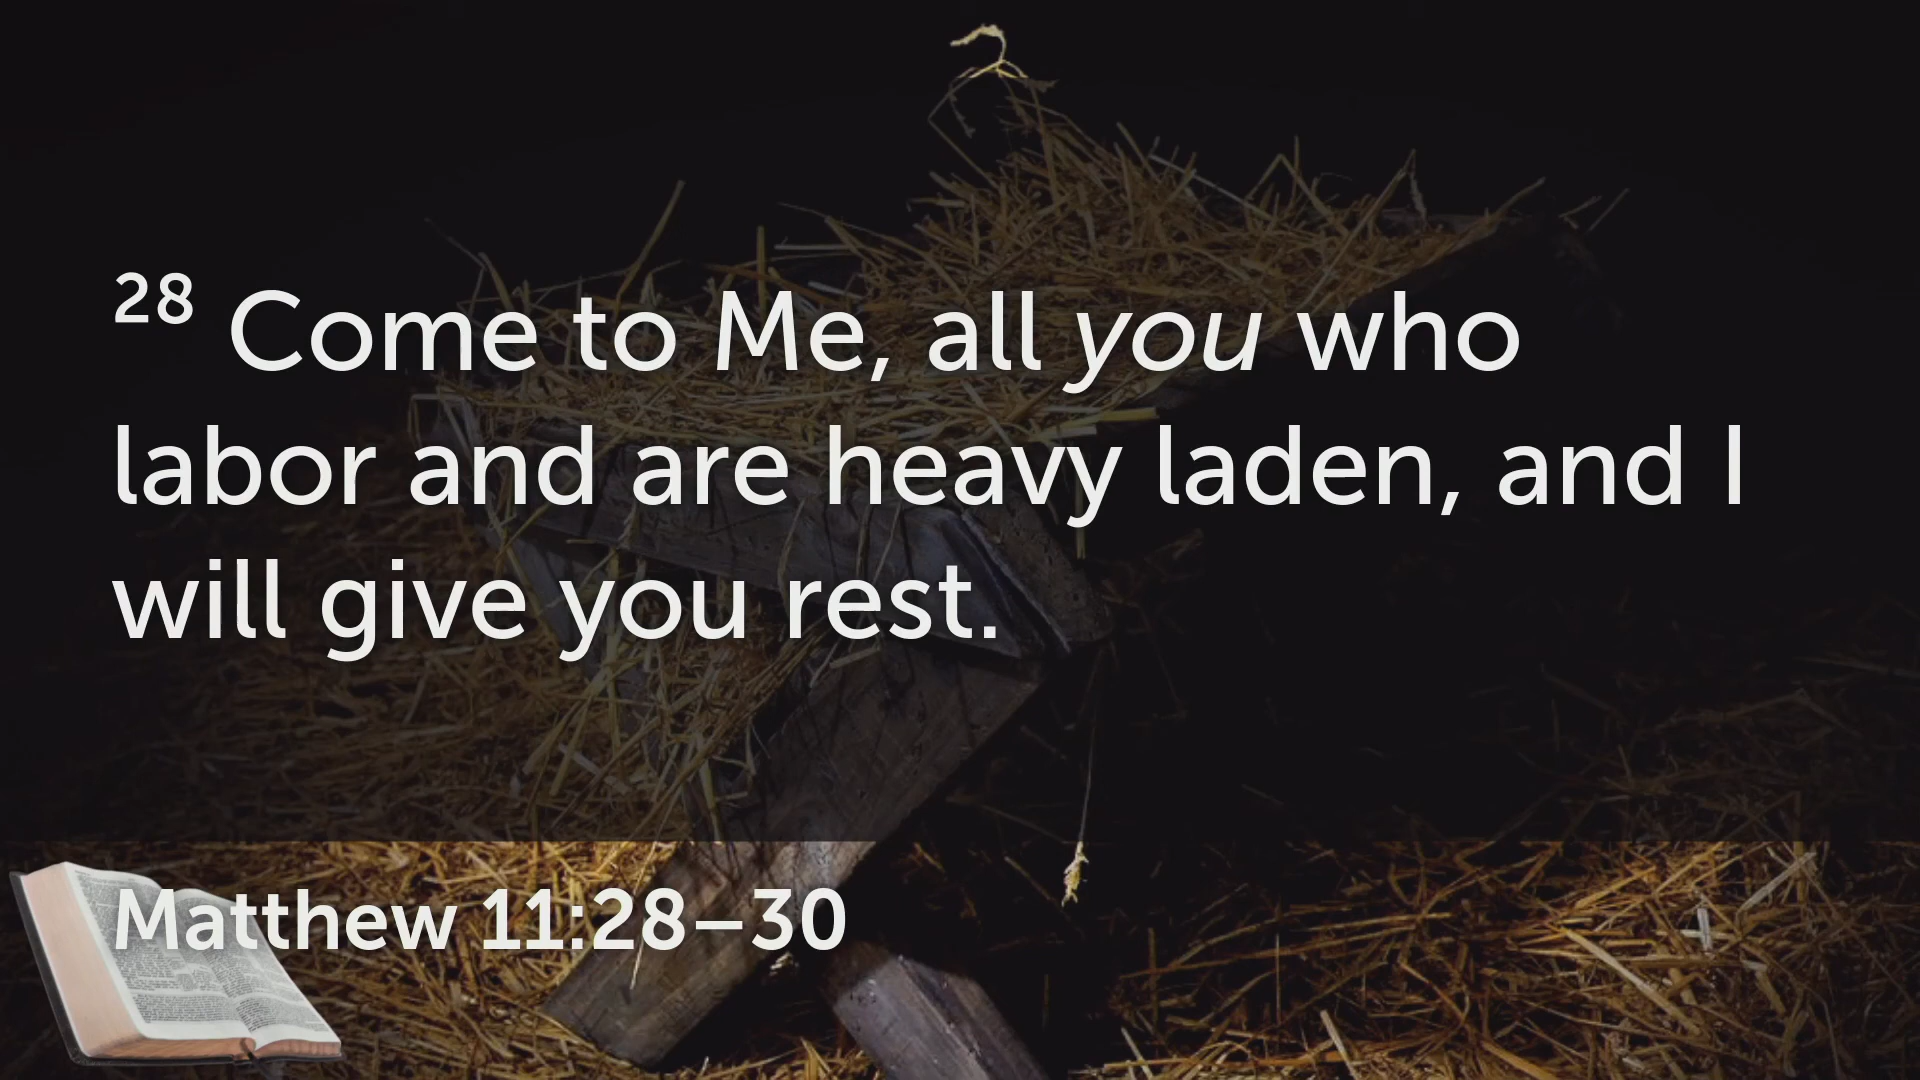 28 Come to Me, all you who
labor and are heavy laden, and I
will give you rest.
Matthew 11:28–30